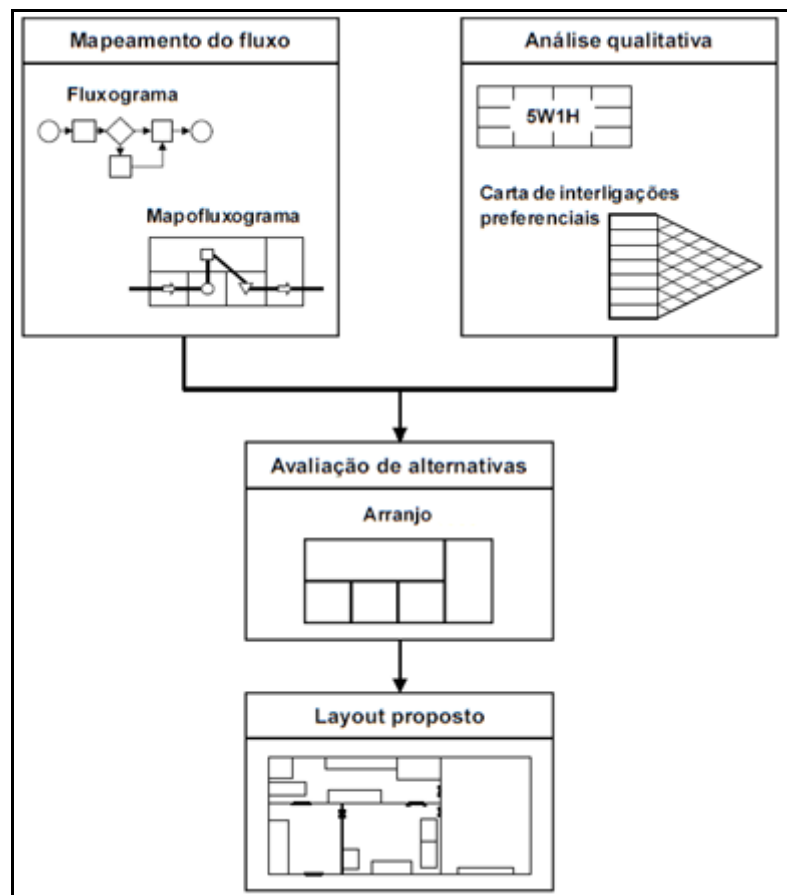 Mapeamento do fluxo
Fluxograma
Mapofluxograma
Análise qualitativa
5W1H
Carta de interligações
preferenciais
Avaliação de alternativas
Arranjo
Layout proposto